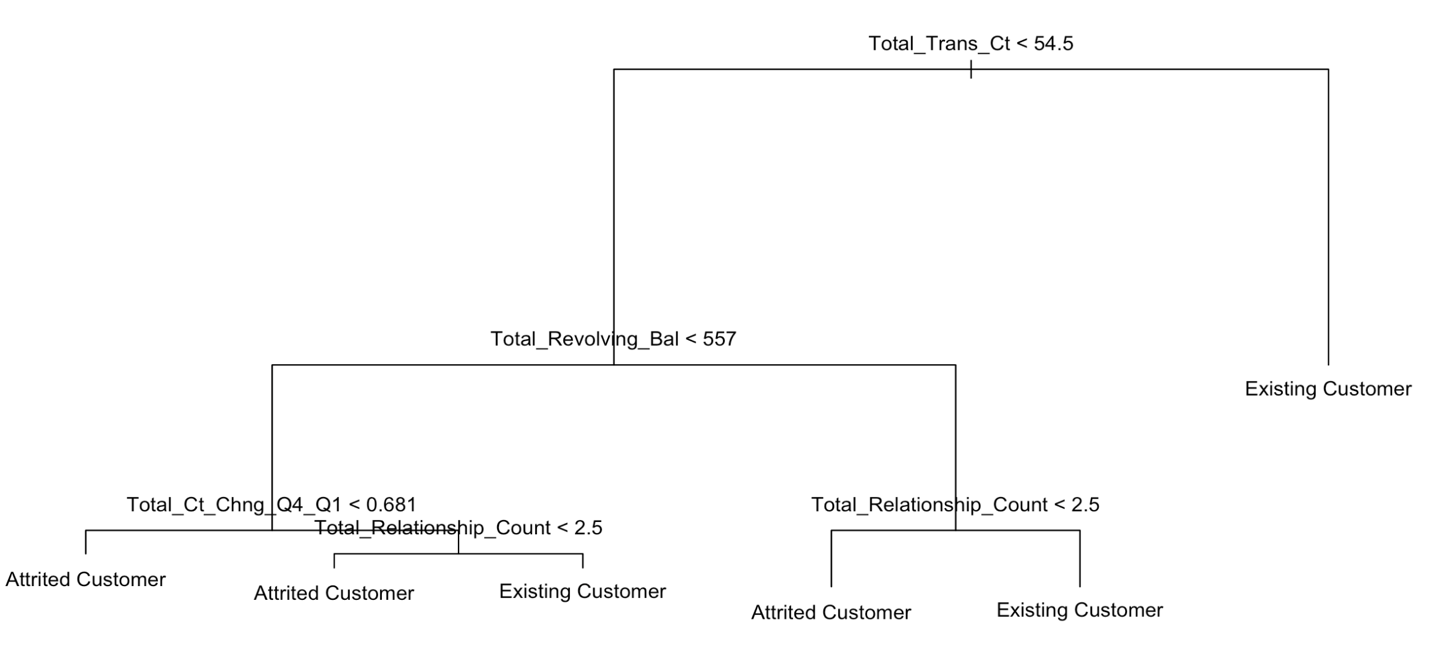 Total_Trans_Ct < 54.5
Total_Revolving_Bal < 557
Existing Customer
Total_Ct_Chng_Q4_Q1 < 0.681
Total_Relationship_Count < 2.5
Total_Relationship_Count < 2.5
Attrited Customer
Attrited Customer
Existing Customer
Attrited Customer
Existing Customer